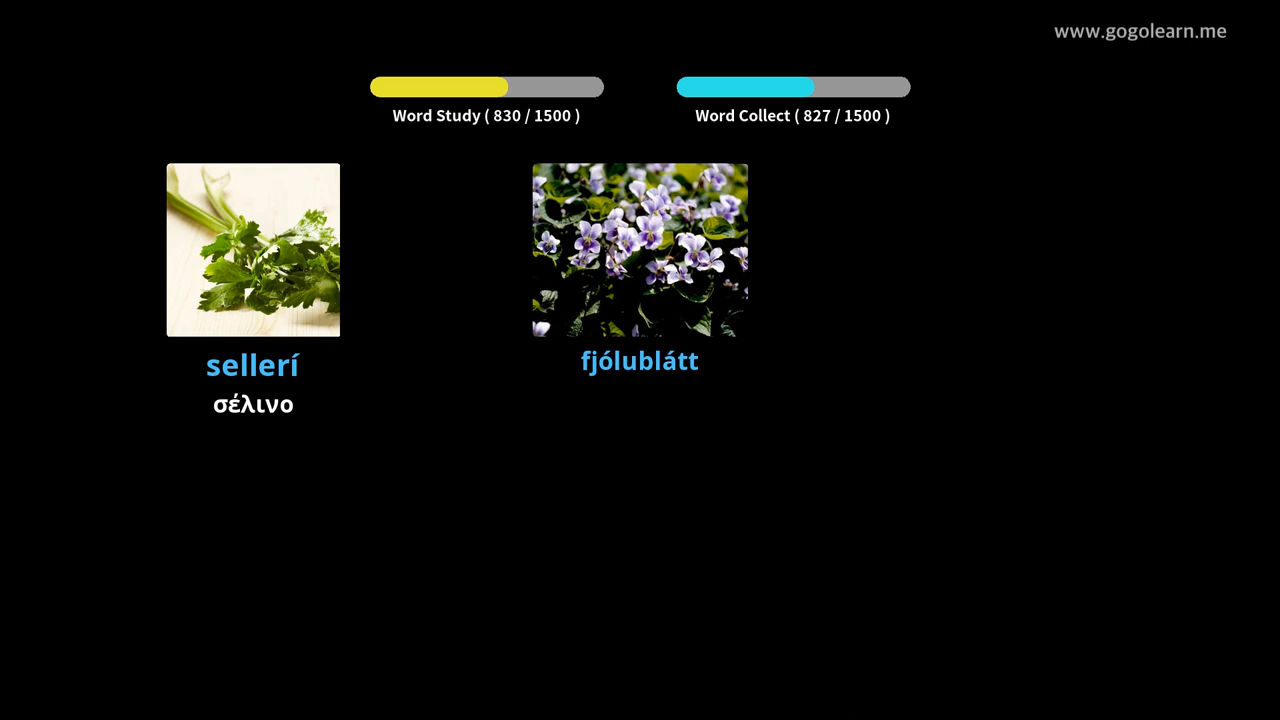 www.gogolearn.me
Word Study ( 830 / 1500 )
Word Collect ( 827 / 1500 )
sellerí
σέλινο
fjólublátt